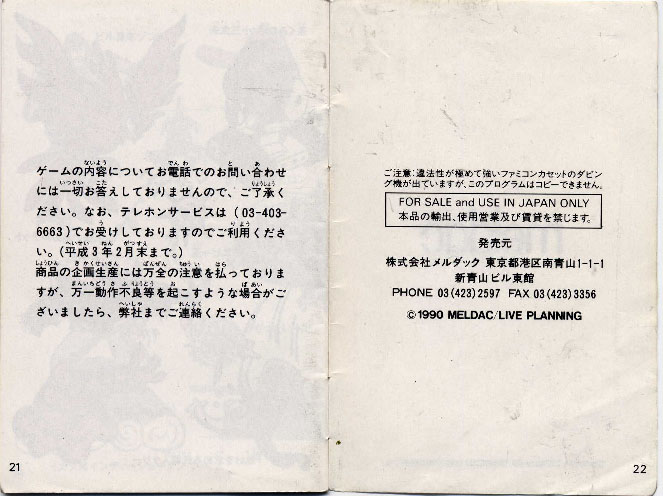 ゲームの内容についてお電話でのお問い合わせ
には一切お答えしておりませんので、ご了承く
ださい。なお、テレホンサービスは（03-403-
6663）でお受けしておりますのでご利用くださ
い。（平成3年2月末まで。）
商品の企画生産には万全の注意を払っておりま
すが、万一動作不良等を起こすような場合がご
ざいましたら、弊社までご連絡ください。
21
ご注意：違法性が極めて強いファミコンカセットのダビン
グ機が出ていますが、このプログラムはコピーできません。
FOR SALE and USE IN JAPAN ONLY
本品の輸出、使用営業及び賃貸を禁じます。
発売元
株式会社メルダック 東京都港区南青山1-1-1
新青山ビル東館
PHONE 03(423)2597 FAX 03(423)3356
©1990 MELDAC/LIVE PLANNING
22